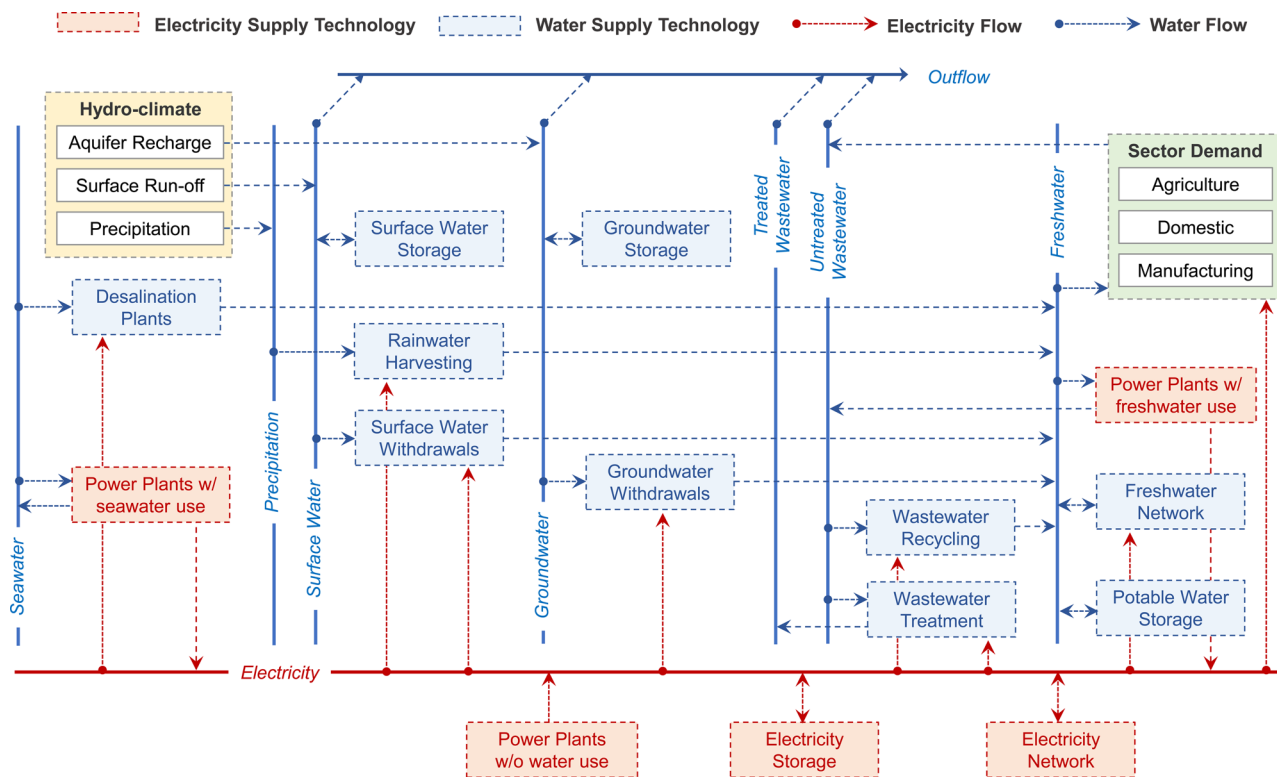 Electricity Supply Technology
Water Supply Technology
Electricity Flow
Water Flow
Outflow
Hydro-climate
Aquifer Recharge
Surface Run-off
Precipitation
Sector Demand
Agriculture
Domestic
Manufacturing
Surface Water
Storage
Groundwater
Storage
Treated
Wastewater
Untreated
Wastewater
Freshwater
Desalination
Plants
Rainwater
Harvesting
Power Plants w/
freshwater use
Surface Water
Withdrawals
Precipitation
Surface Water
Groundwater
Groundwater
Withdrawals
Power Plants w/
seawater use
Seawater
Freshwater
Network
Wastewater
Recycling
Wastewater
Treatment
Potable Water
Storage
Electricity
Power Plants
w/o water use
Electricity
Storage
Electricity
Network